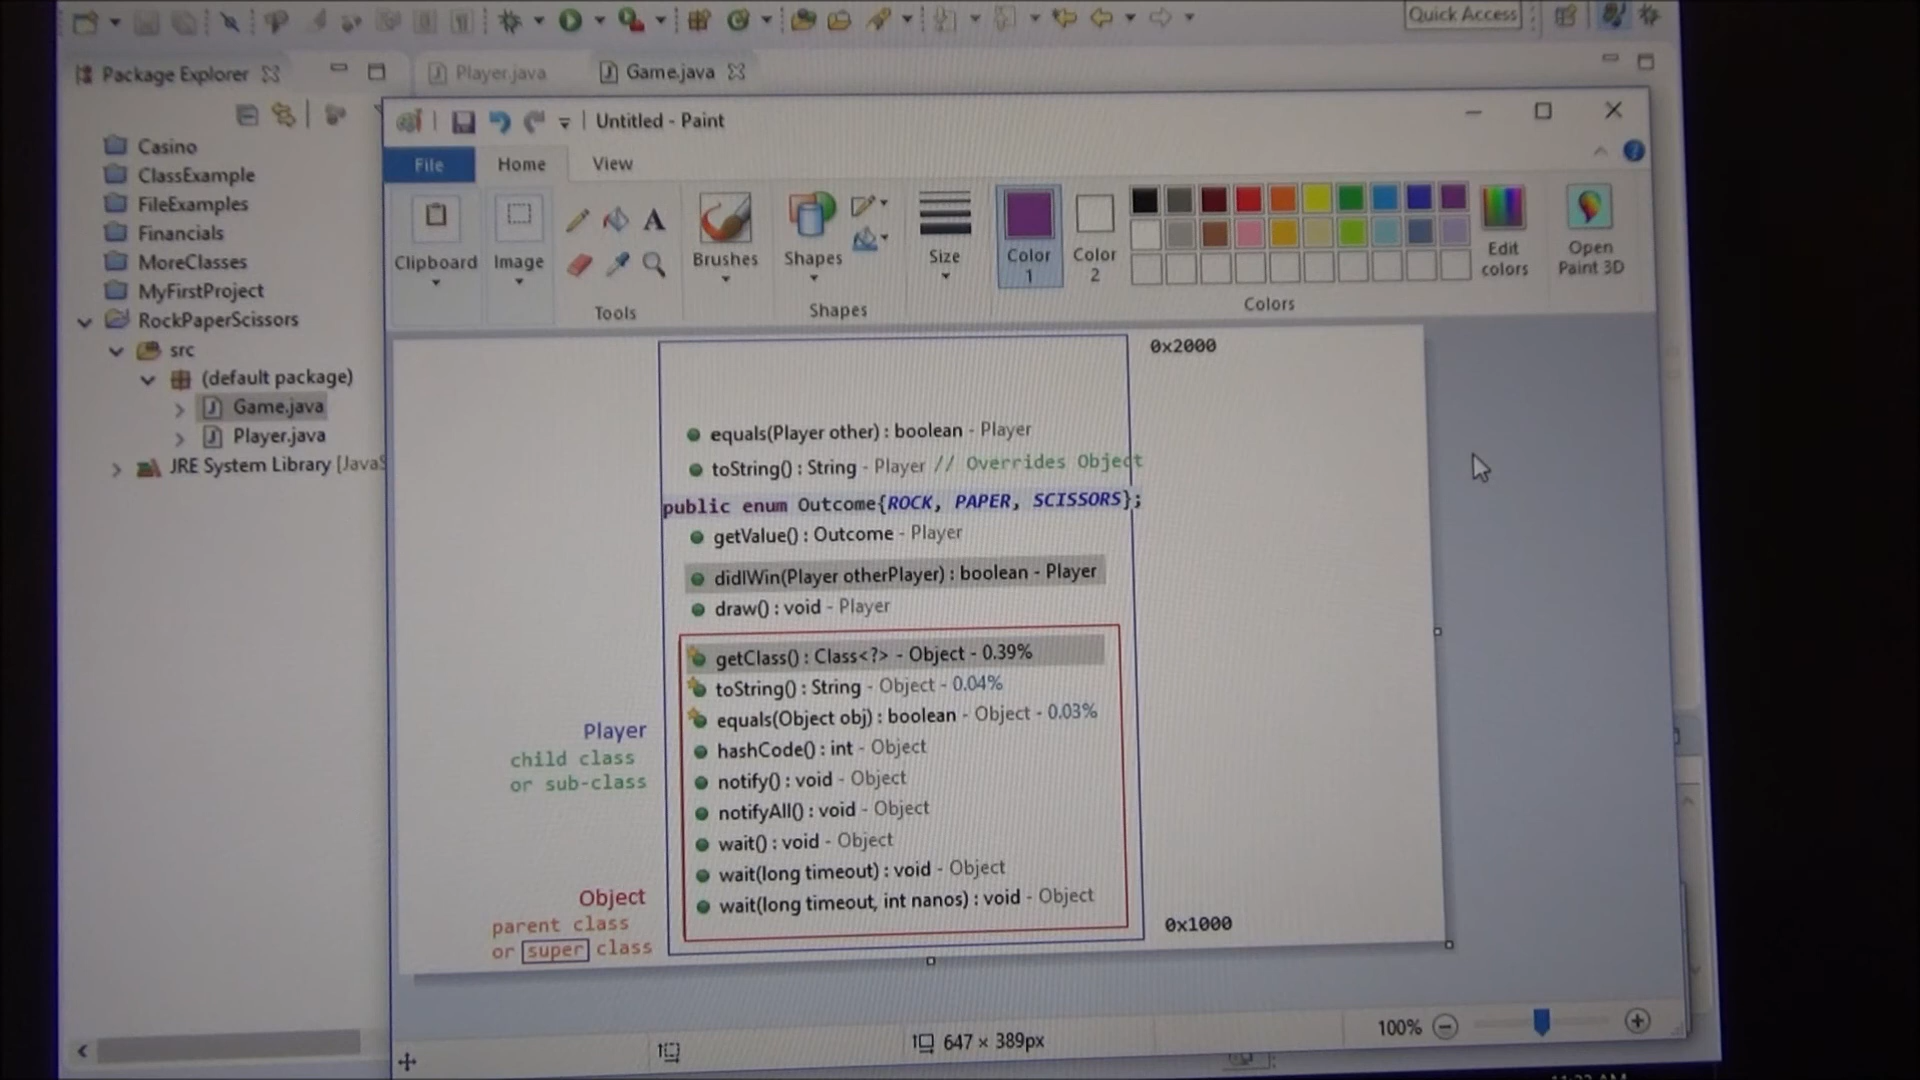 Quick Access
Package Explorer
Player.java
Game.java
Casino
ClassExample
FileExamples
Financials
MoreClasses
MyFirstProject
RockPaperScissors
src
(default package)
Game.java
Player.java
JRE System Library [JavaS
Untitled - Paint
File
Home
View
Clipboard
Image
Tools
Brushes
Shapes
Shapes
Size
Color 1
Color 2
Edit colors
Open Paint 3D
Colors
0x2000
equals(Player other) : boolean - Player
toString() : String - Player // Overrides Object
public enum Outcome{ROCK, PAPER, SCISSORS};
getValue() : Outcome - Player
didIWin(Player otherPlayer) : boolean - Player
draw() : void - Player
getClass() : Class<?> - Object - 0.39%
toString() : String - Object - 0.04%
equals(Object obj) : boolean - Object - 0.03%
hashCode() : int - Object
notify() : void - Object
notifyAll() : void - Object
wait() : void - Object
wait(long timeout) : void - Object
wait(long timeout, int nanos) : void - Object
Player
child class
or sub-class
Object
parent class
or super class
0x1000
647 × 389px
100%